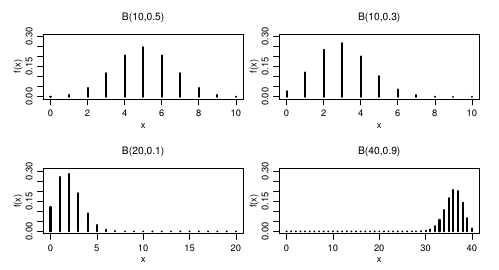 B(10,0.5)
B(10,0.3)
f(x)
0.00 0.15 0.30
0 2 4 6 8 10
x
f(x)
0.00 0.15 0.30
0 2 4 6 8 10
x
B(20,0.1)
B(40,0.9)
f(x)
0.00 0.15 0.30
0 5 10 15 20
x
f(x)
0.00 0.15 0.30
0 10 20 30 40
x